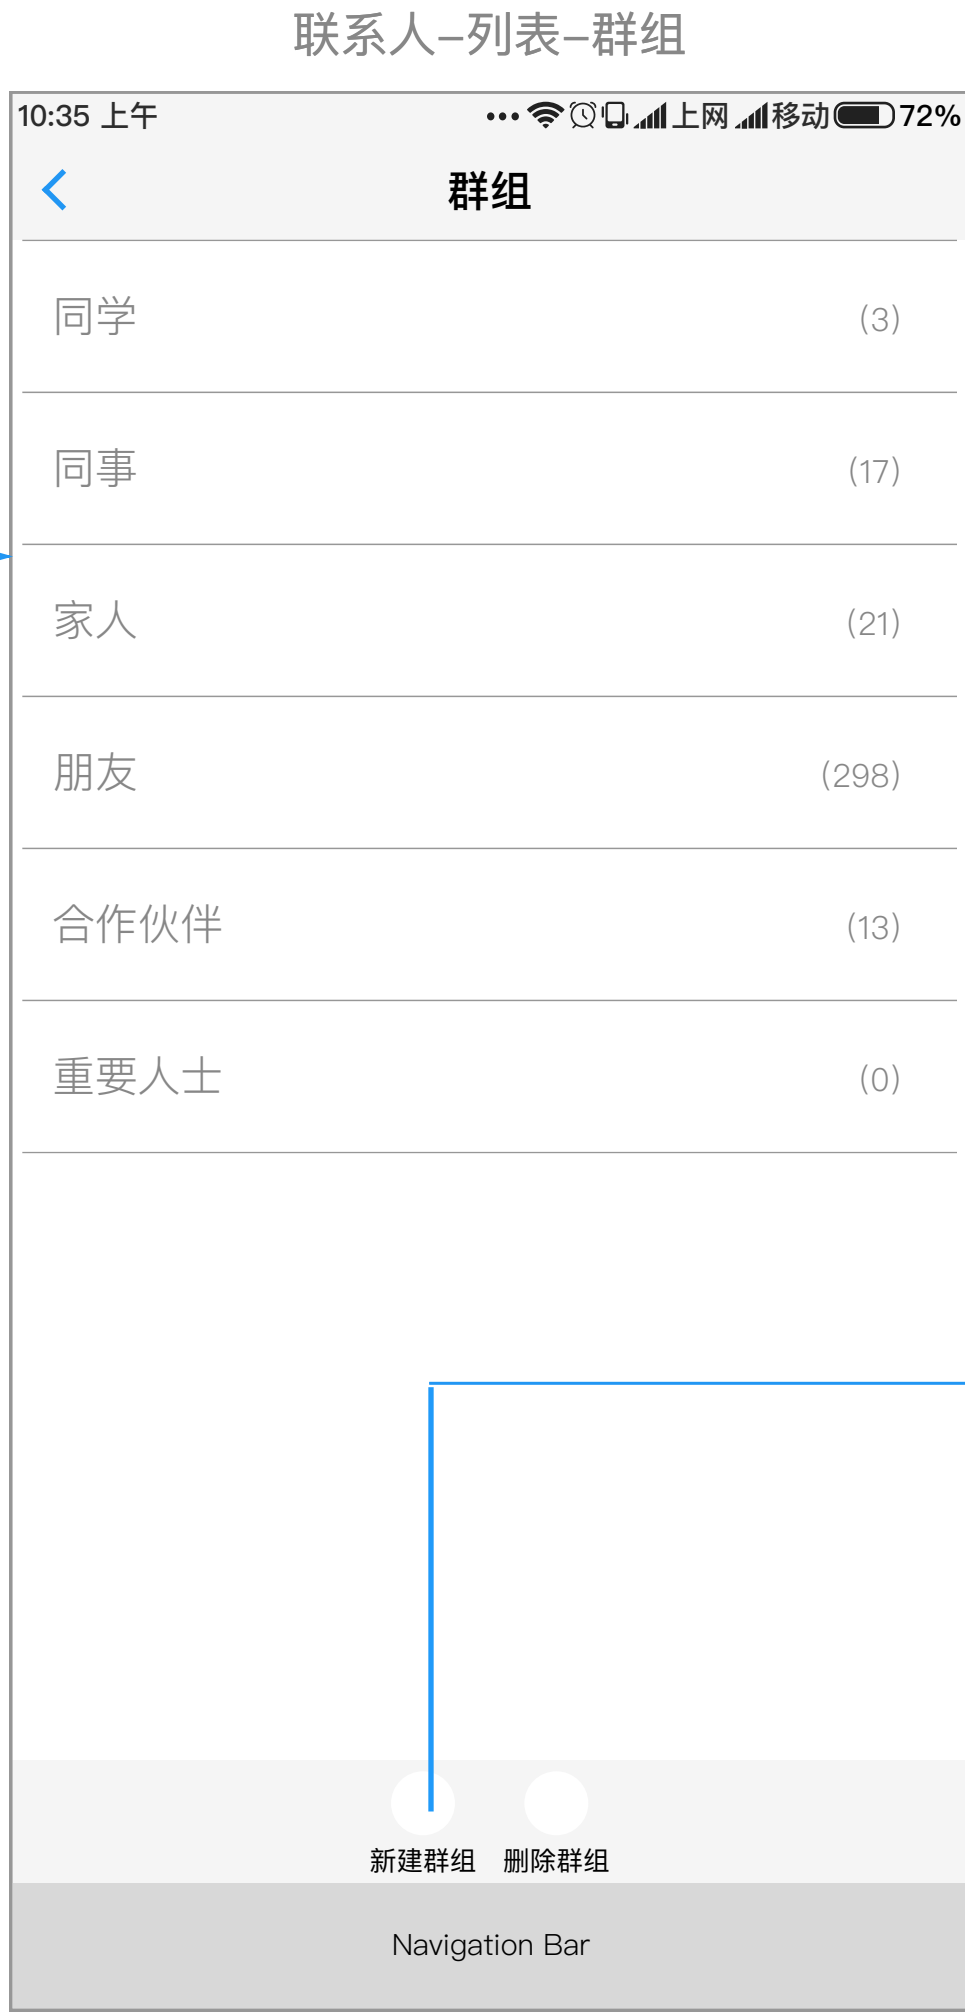 联系人-列表-群组
10:35 上午 上网 移动 72%
群组
同学 (3)
同事 (17)
家人 (21)
朋友 (298)
合作伙伴 (13)
重要人士 (0)
新建群组 删除群组
Navigation Bar